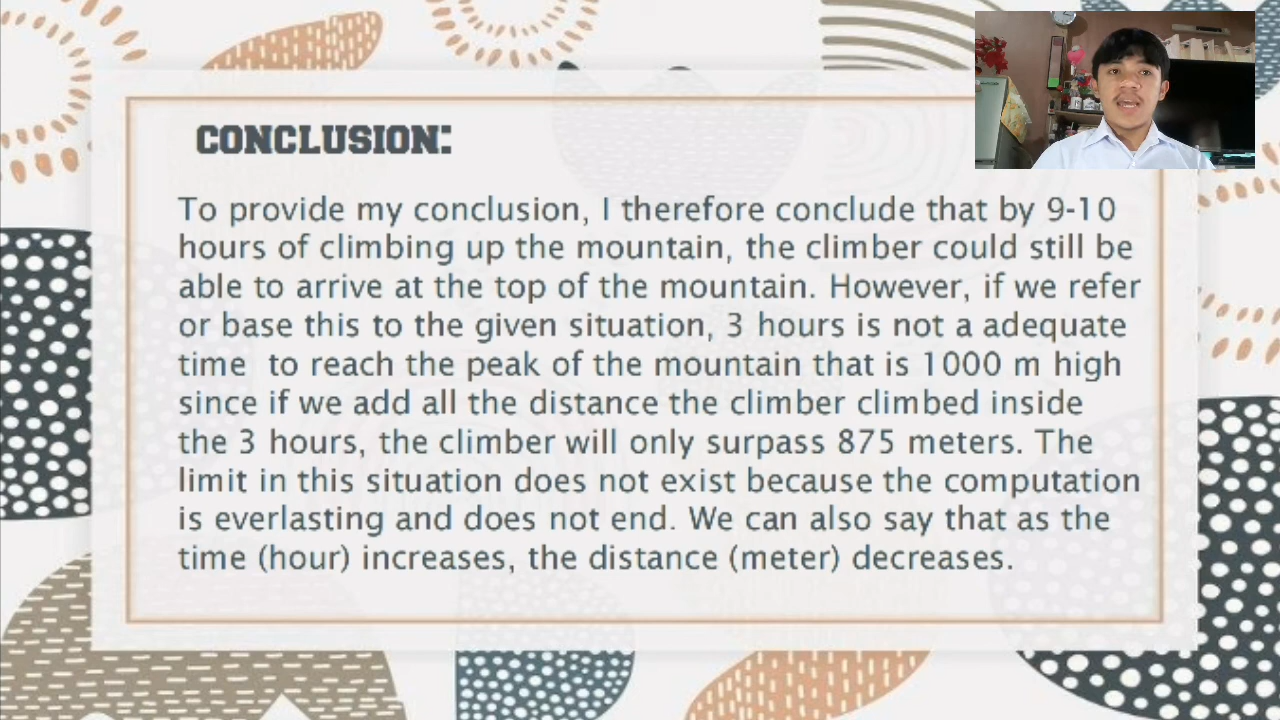 CONCLUSION:
To provide my conclusion, I therefore conclude that by 9-10
hours of climbing up the mountain, the climber could still be
able to arrive at the top of the mountain. However, if we refer
or base this to the given situation, 3 hours is not a adequate
time  to reach the peak of the mountain that is 1000 m high
since if we add all the distance the climber climbed inside
the 3 hours, the climber will only surpass 875 meters. The
limit in this situation does not exist because the computation
is everlasting and does not end. We can also say that as the
time (hour) increases, the distance (meter) decreases.